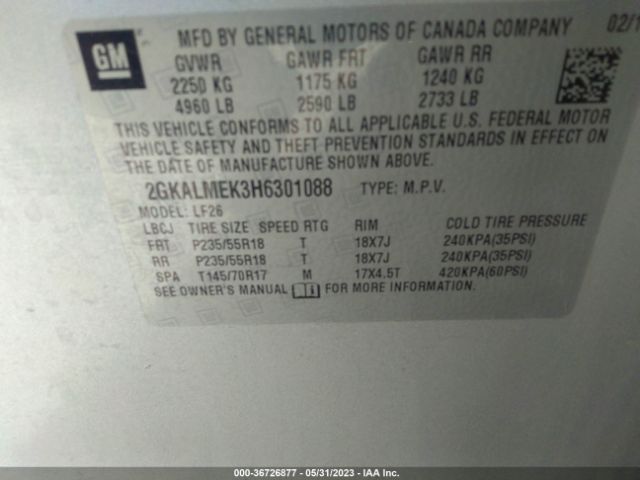 GM
MFD BY GENERAL MOTORS OF CANADA COMPANY 02/1
GVWR GAWR FRT GAWR RR
2250 KG 1175 KG 1240 KG
4960 LB 2590 LB 2733 LB
THIS VEHICLE CONFORMS TO ALL APPLICABLE U.S. FEDERAL MOTOR
VEHICLE SAFETY AND THEFT PREVENTION STANDARDS IN EFFECT ON
THE DATE OF MANUFACTURE SHOWN ABOVE.
2GKALMEK3H6301088 TYPE: M.P.V.
MODEL: LF26
LBCJ TIRE SIZE SPEED RTG RIM COLD TIRE PRESSURE
FRT P235/55R18 T 18X7J 240KPA(35PSI)
RR P235/55R18 T 18X7J 240KPA(35PSI)
SPA T145/70R17 M 17X4.5T 420KPA(60PSI)
SEE OWNER'S MANUAL FOR MORE INFORMATION.
000-36726877 - 05/31/2023 - IAA Inc.